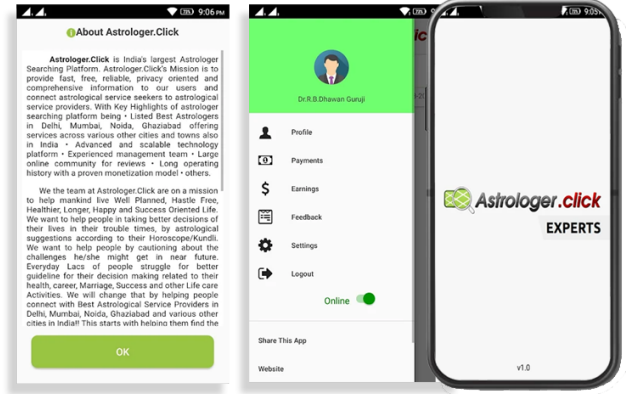 73% 9:06 PM
About Astrologer.Click
Astrologer.Click is India's largest Astrologer
Searching Platform. Astrologer.Click's Mission is to
provide fast, free, reliable, privacy oriented and
comprehensive information to our users and
connect astrological service seekers to astrological
service providers. With Key Highlights of astrologer
searching platform being • Listed Best Astrologers
in Delhi, Mumbai, Noida, Ghaziabad offering
services across various other cities and towns also
in India • Advanced and scalable technology
platform • Experienced management team • Large
online community for reviews • Long operating
history with a proven monetization model • others.
We the team at Astrologer.Click are on a mission
to help mankind live Well Planned, Hastle Free,
Healthier, Longer, Happy and Success Oriented Life.
We want to help people in taking better decisions of
their lives in their trouble times, by astrological
suggestions according to their Horoscope/Kundli.
We want to help people by cautioning about the
challenges he/she might get in near future.
Everyday Lacs of people struggle for better
guideline for their decision making related to their
health, career, Marriage, Success and other Life care
Activities. We will change that by helping people
connect with Best Astrological Service Providers in
Delhi, Mumbai, Noida, Ghaziabad and various other
cities in India!! This starts with helping them find the
OK
9:06 PM
ic
Dr.R.B.Dhawan Guruji
Profile
Payments
Earnings
Feedback
Settings
Logout
Online
Share This App
Website
9:05
Astrologer.click
EXPERTS
v1.0